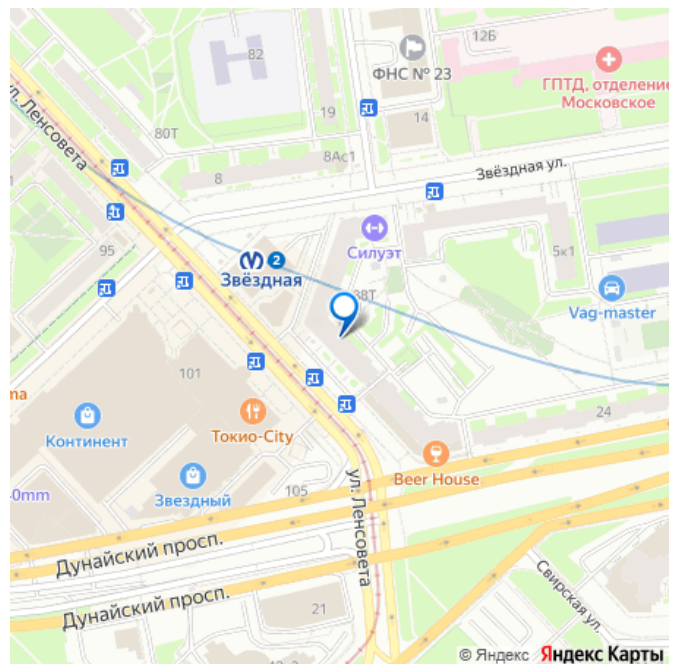 12Б
82
ФНС № 23
ГПТД, отделение
Московское
ул. Ленсовета
19
14
80Т
8Ас1
8
Звёздная ул.
95
2
Силуэт
5к1
Звёздная
38Т
Vag-master
101
24
Континент
Токио-City
Beer House
Звездный
105
ул. Ленсовета
Дунайский просп.
Дунайский просп.
21
Свирская ул.
© Яндекс Яндекс Карты